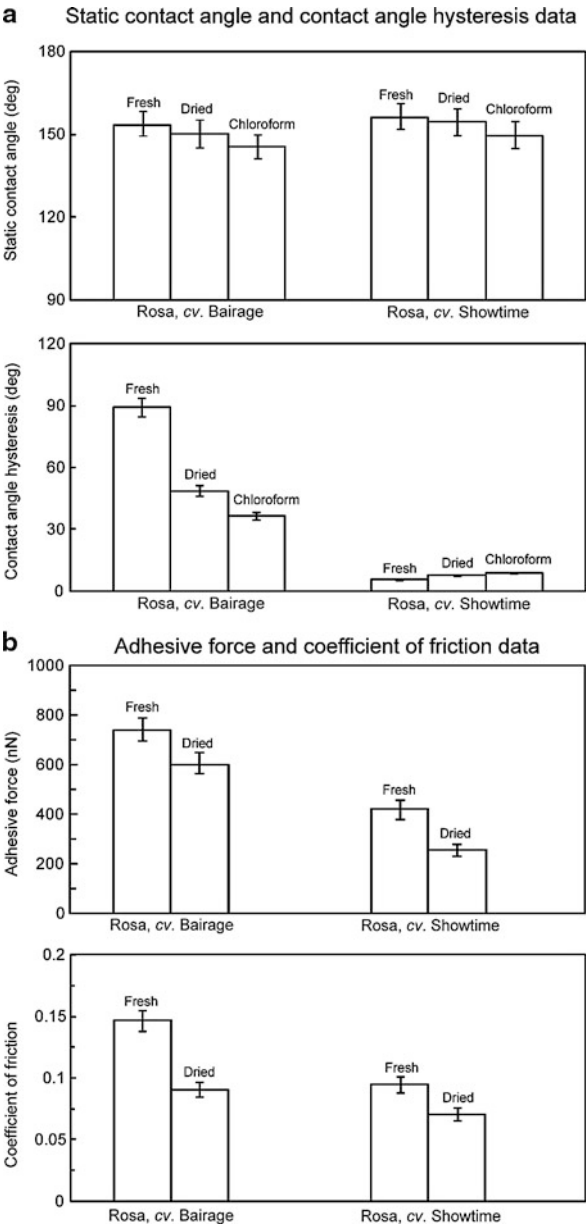 a Static contact angle and contact angle hysteresis data
Static contact angle (deg)
180
150
120
90
Fresh
Dried
Chloroform
Fresh
Dried
Chloroform
Rosa, cv. Bairage
Rosa, cv. Showtime
Contact angle hysteresis (deg)
120
90
60
30
0
Fresh
Dried
Chloroform
Fresh
Dried
Chloroform
Rosa, cv. Bairage
Rosa, cv. Showtime
b Adhesive force and coefficient of friction data
Adhesive force (nN)
1000
800
600
400
200
0
Fresh
Dried
Fresh
Dried
Rosa, cv. Bairage
Rosa, cv. Showtime
Coefficient of friction
0.2
0.15
0.1
0.05
0
Fresh
Dried
Fresh
Dried
Rosa, cv. Bairage
Rosa, cv. Showtime